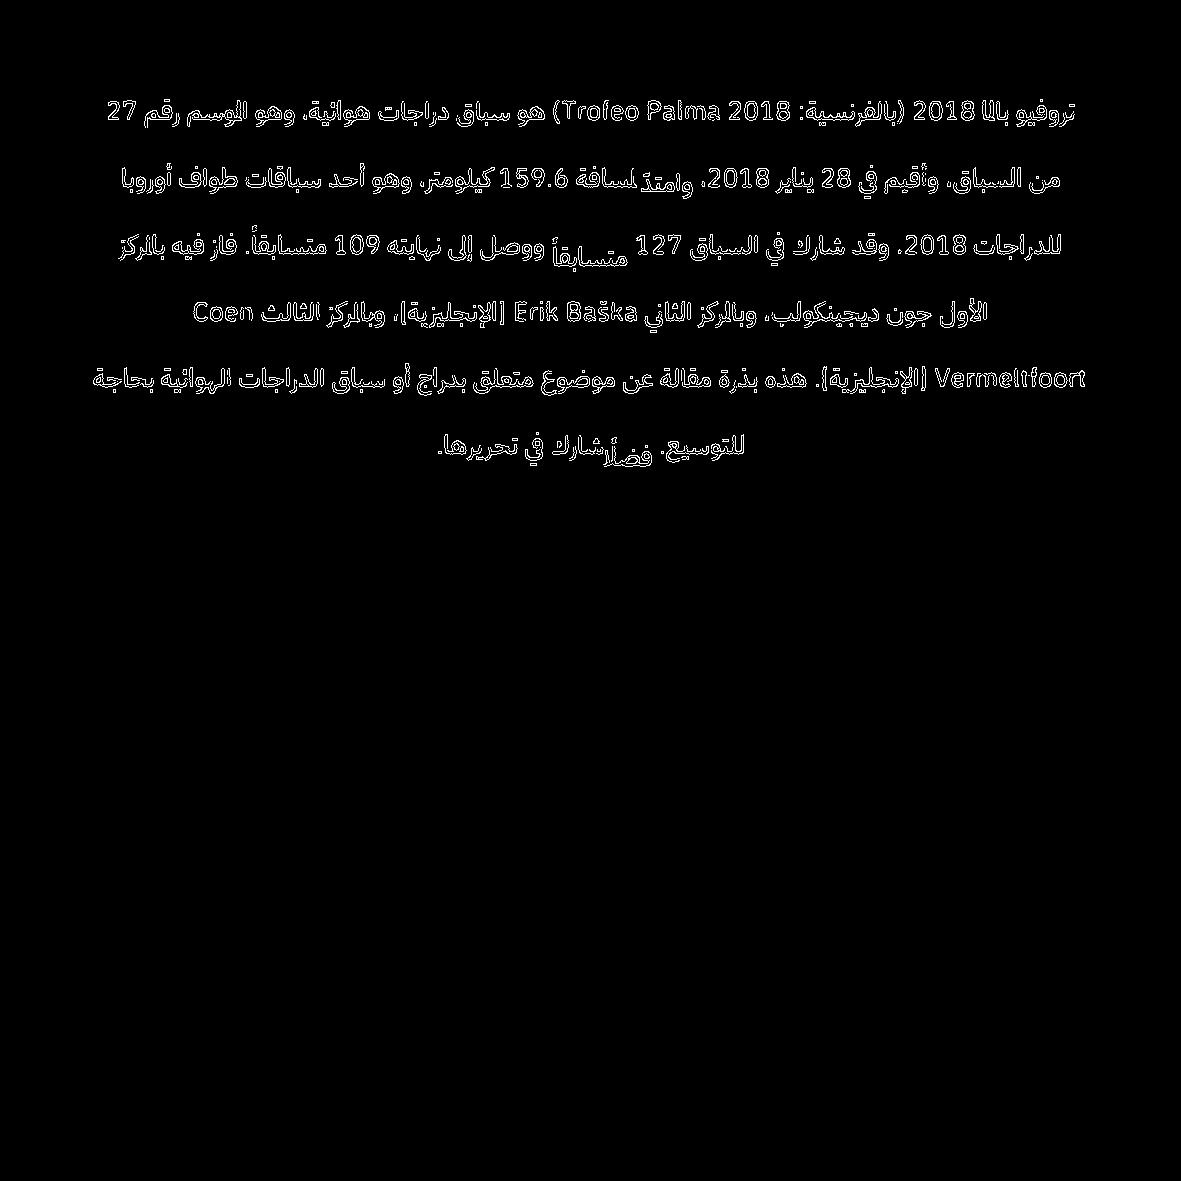 تروفيو بالما 2018 (بالفرنسية: Trofeo Palma 2018) هو سباق دراجات هوائية، وهو الموسم رقم 27
من السباق، وأقيم في 28 يناير 2018، وامتدّ لمسافة 159.6 كيلومتر، وهو أحد سباقات طواف أوروبا
للدراجات 2018. وقد شارك في السباق 127 متسابقاً ووصل إلى نهايته 109 متسابقاً. فاز فيه بالمركز
الأول جون ديجينكولب، وبالمركز الثاني Erik Baška [الإنجليزية]، وبالمركز الثالث Coen
Vermeltfoort [الإنجليزية]. هذه بذرة مقالة عن موضوع متعلق بدراج أو سباق الدراجات الهوائية بحاجة
للتوسيع. فضلًا شارك في تحريرها.